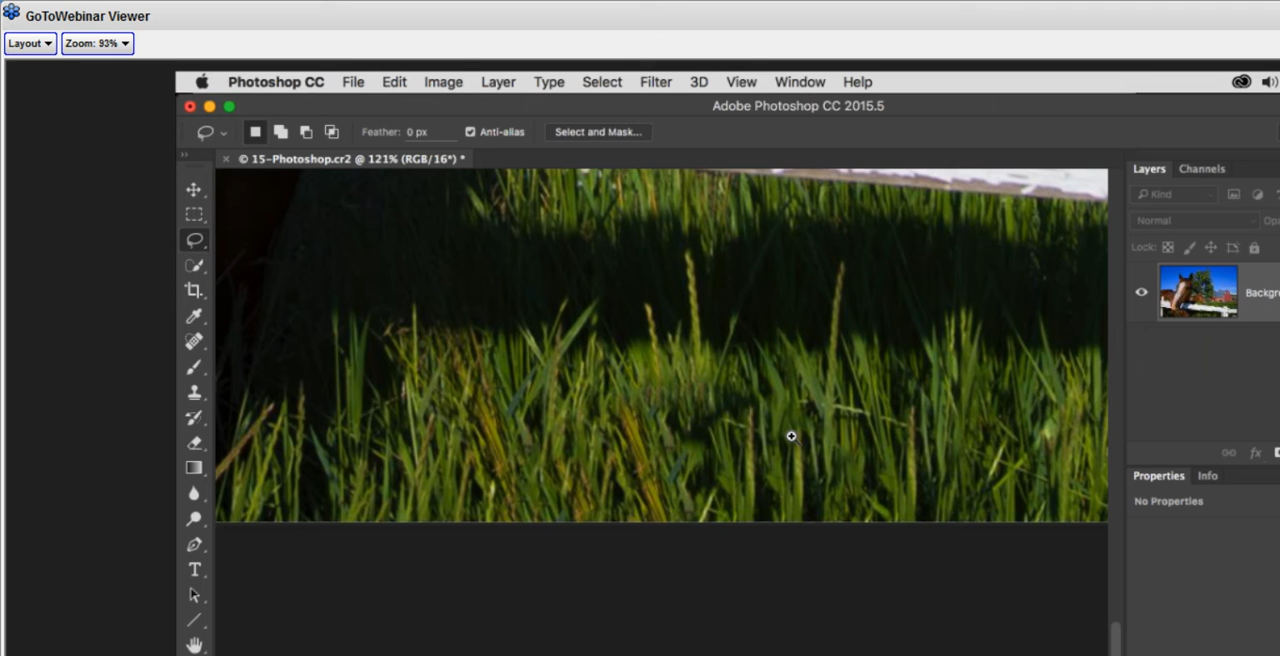 GoToWebinar Viewer
Layout Zoom: 93%
Photoshop CC File Edit Image Layer Type Select Filter 3D View Window Help
Adobe Photoshop CC 2015.5
Feather: 0 px Anti-alias Select and Mask...
× © 15-Photoshop.cr2 @ 121% (RGB/16*) *
Layers Channels
Kind
Normal Opa
Lock:
Backgr
fx
Properties Info
No Properties